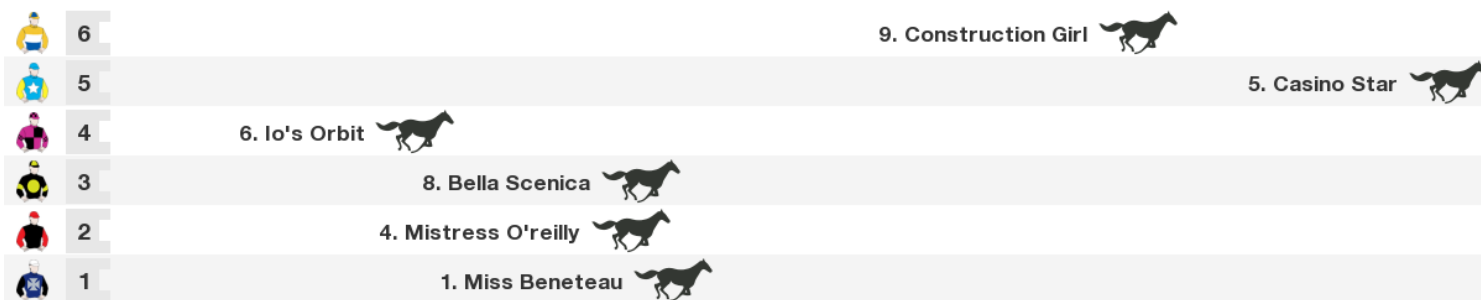 6 9. Construction Girl
5 5. Casino Star
4 6. Io's Orbit
3 8. Bella Scenica
2 4. Mistress O'reilly
1 1. Miss Beneteau